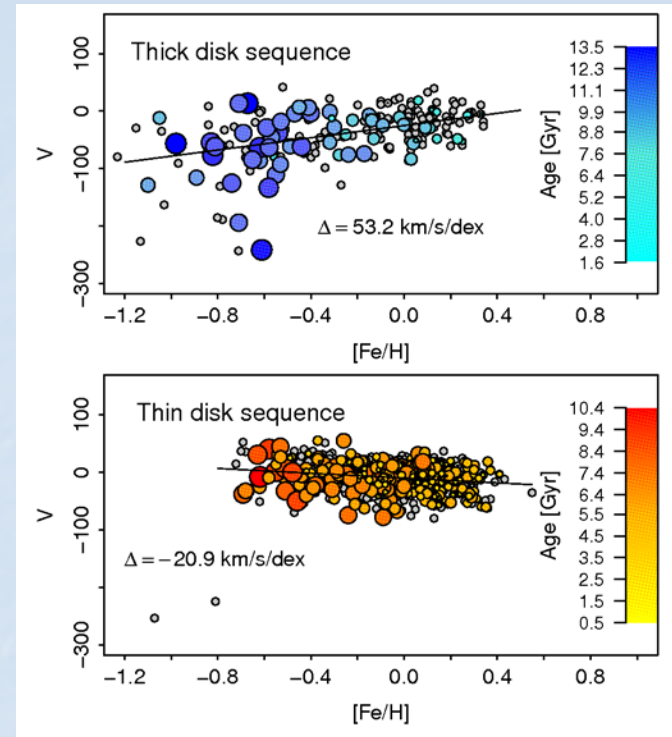 Thick disk sequence
V
100
0
−100
−300
Δ = 53.2 km/s/dex
−1.2 −0.8 −0.4 0.0 0.4 0.8
[Fe/H]
Age [Gyr]
13.5
12.3
11.1
9.9
8.8
7.6
6.4
5.2
4.0
2.8
1.6
Thin disk sequence
V
100
0
−100
−300
Δ = −20.9 km/s/dex
−1.2 −0.8 −0.4 0.0 0.4 0.8
[Fe/H]
Age [Gyr]
10.4
9.4
8.4
7.4
6.4
5.5
4.5
3.5
2.5
1.5
0.5